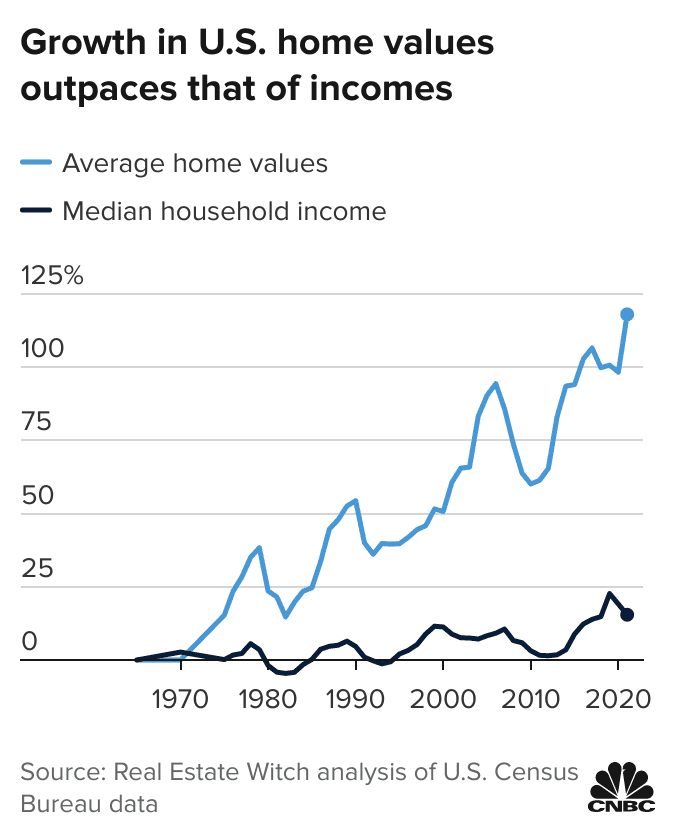 Growth in U.S. home values
outpaces that of incomes
Average home values
Median household income
125%
100
75
50
25
0
1970 1980 1990 2000 2010 2020
Source: Real Estate Witch analysis of U.S. Census
Bureau data
CNBC